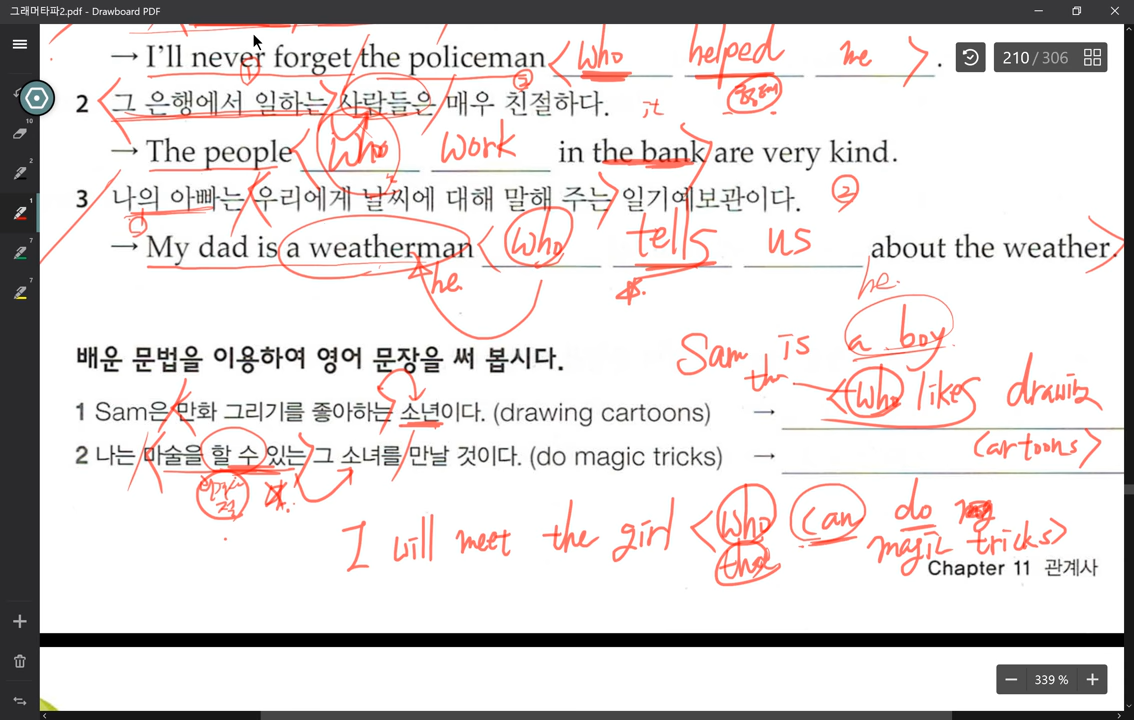 그래머타파2.pdf - Drawboard PDF
210 / 306
→ I'll never forget the policeman who helped me .
①
2 그 은행에서 일하는 사람들은 매우 친절하다.
→ The people who work in the bank are very kind.
3 나의 아빠는 우리에게 날씨에 대해 말해 주는 일기예보관이다. ②
→ My dad is a weatherman who tells us about the weather.
he.
he.
배운 문법을 이용하여 영어 문장을 써 봅시다.
Sam is a boy
1 Sam은 만화 그리기를 좋아하는 소년이다. (drawing cartoons) →
who likes drawing
cartoons
2 나는 마술을 할 수 있는 그 소녀를 만날 것이다. (do magic tricks) →
I will meet the girl who can do
magic tricks
Chapter 11 관계사
339 %
10
2
1
7
7